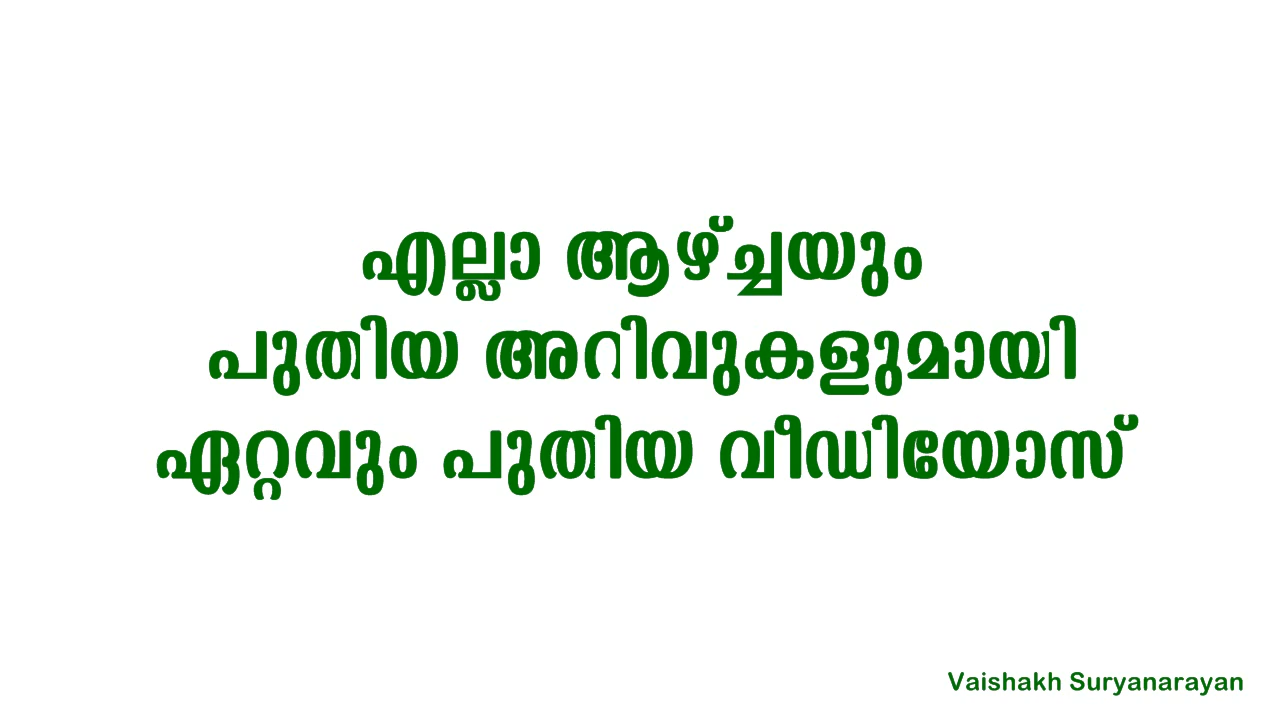 എല്ലാ ആഴ്ച്ചയും
പുതിയ അറിവുകളുമായി
ഏറ്റവും പുതിയ വീഡിയോസ്
Vaishakh Suryanarayan